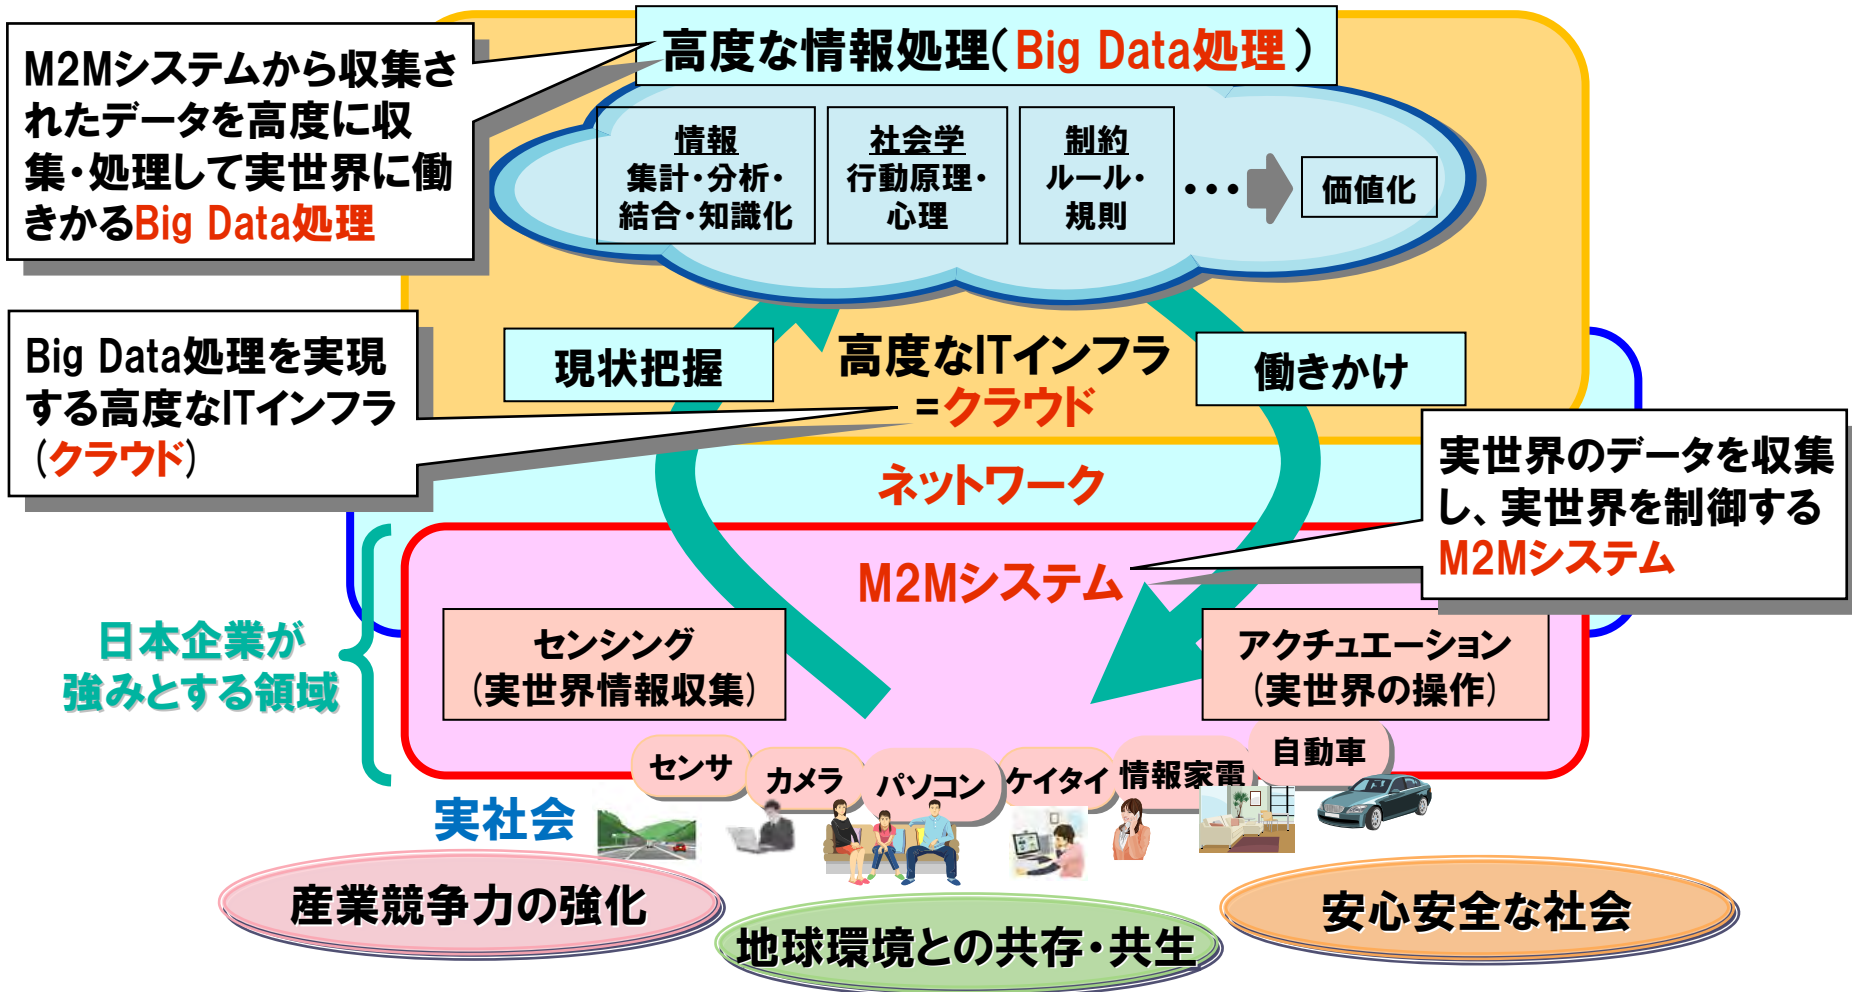 M2Mシステムから収集さ
れたデータを高度に収
集・処理して実世界に働
きかるBig Data処理
高度な情報処理(Big Data処理)
情報
集計・分析・
結合・知識化
社会学
行動原理・
心理
制約
ルール・
規則
・・・
価値化
Big Data処理を実現
する高度なITインフラ
(クラウド)
現状把握
高度なITインフラ
=クラウド
働きかけ
ネットワーク
実世界のデータを収集
し、実世界を制御する
M2Mシステム
M2Mシステム
日本企業が
強みとする領域
センシング
(実世界情報収集)
アクチュエーション
(実世界の操作)
センサ
カメラ
パソコン
ケイタイ
情報家電
自動車
実社会
産業競争力の強化
地球環境との共存・共生
安心安全な社会